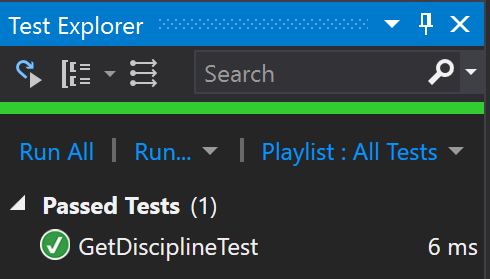 Test Explorer
Search
Run All | Run... | Playlist : All Tests
Passed Tests (1)
GetDisciplineTest 6 ms